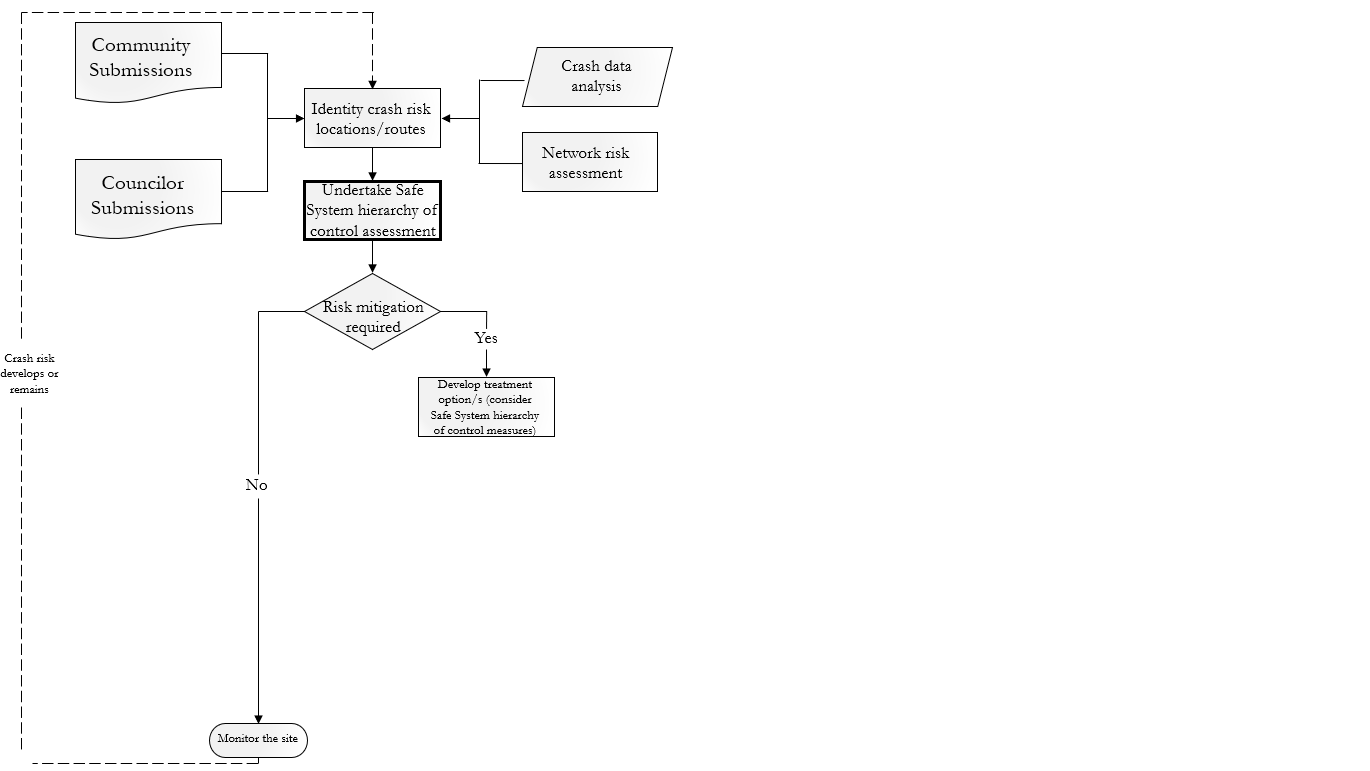 Community
Submissions
Crash data
analysis
Identity crash risk
locations/routes
Network risk
assessment
Councilor
Submissions
Undertake Safe
System hierarchy of
control assessment
Risk mitigation
required
Yes
Crash risk
develops or
remains
Develop treatment
option/s (consider
Safe System hierarchy
of control measures)
No
Monitor the site